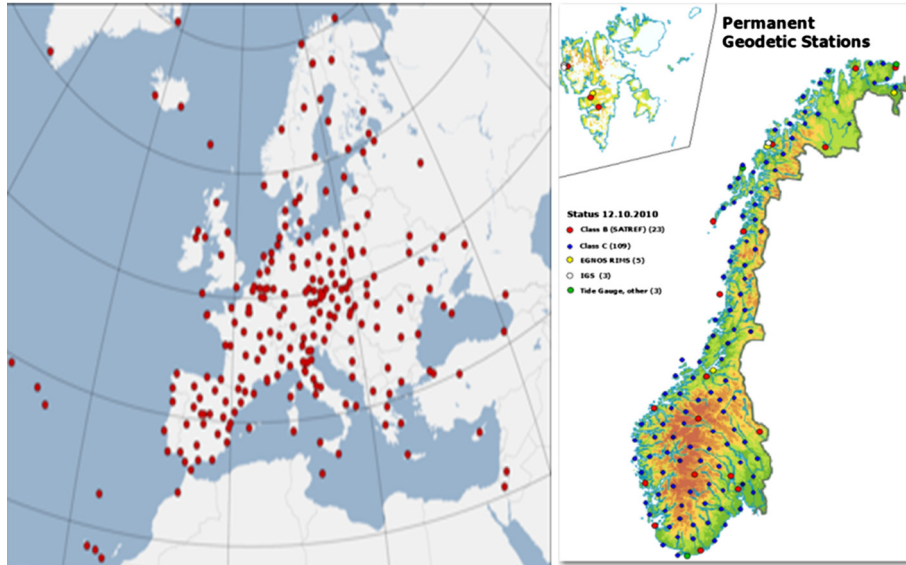 Permanent
Geodetic Stations
Status 12.10.2010
Class B (SATREF) (23)
Class C (109)
EGNOS RIMS (5)
IGS (3)
Tide Gauge, other (3)